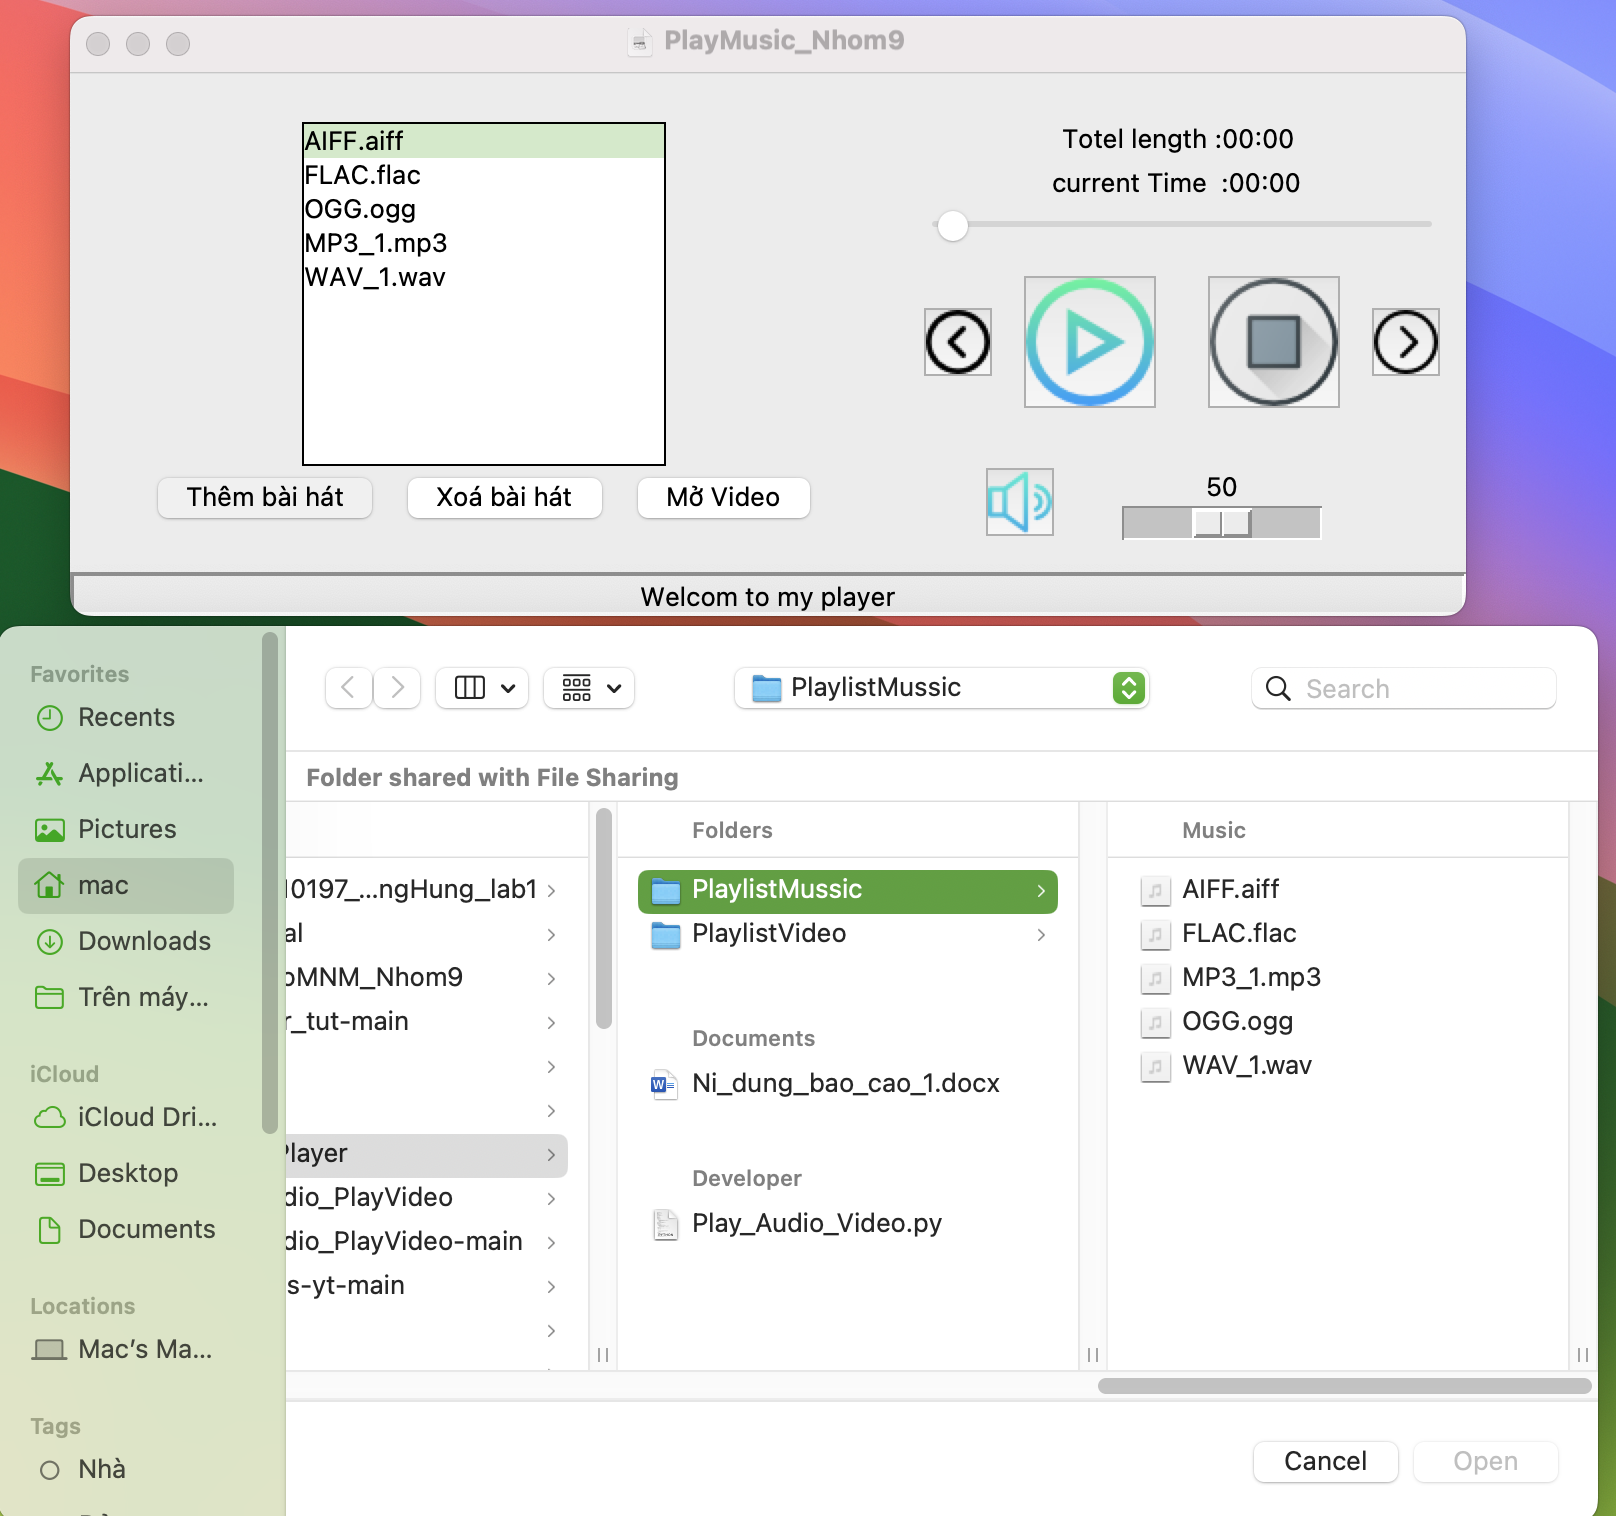 PlayMusic_Nhom9
AIFF.aiff
FLAC.flac
OGG.ogg
MP3_1.mp3
WAV_1.wav
Totel length :00:00
current Time :00:00
Thêm bài hát
Xoá bài hát
Mở Video
50
Welcom to my player
Favorites
Recents
Applicati...
Pictures
mac
Downloads
Trên máy...
iCloud
iCloud Dri...
Desktop
Documents
Locations
Mac’s Ma...
Tags
Nhà
PlaylistMussic
Search
Folder shared with File Sharing
10197_...ngHung_lab1
al
oMNM_Nhom9
r_tut-main
Player
dio_PlayVideo
dio_PlayVideo-main
s-yt-main
Folders
PlaylistMussic
PlaylistVideo
Documents
Ni_dung_bao_cao_1.docx
Developer
Play_Audio_Video.py
Music
AIFF.aiff
FLAC.flac
MP3_1.mp3
OGG.ogg
WAV_1.wav
Cancel
Open